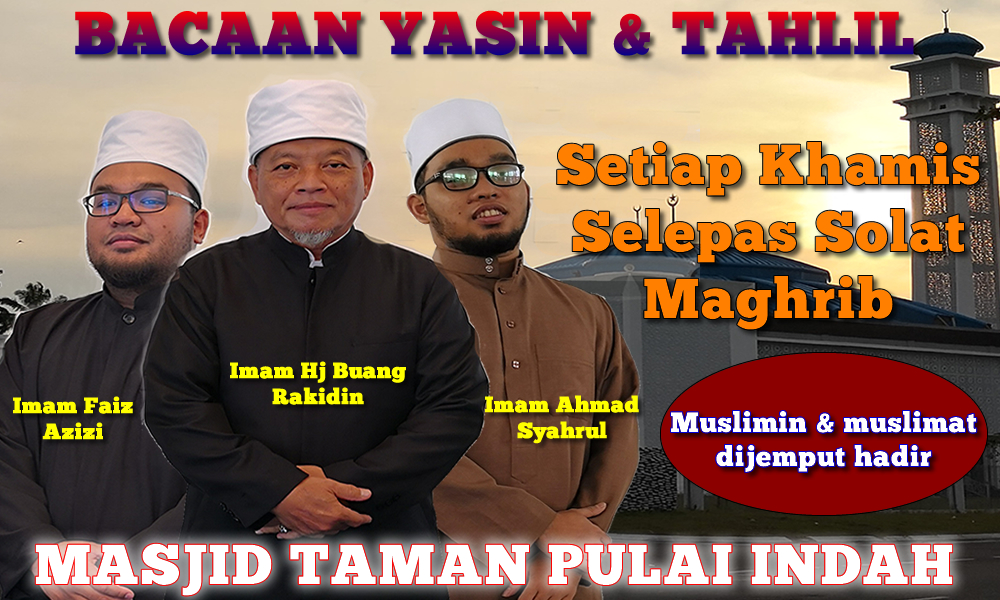 BACAAN YASIN & TAHLIL
Setiap Khamis
Selepas Solat
Maghrib
Imam Faiz
Azizi
Imam Hj Buang
Rakidin
Imam Ahmad
Syahrul
Muslimin & muslimat
dijemput hadir
MASJID TAMAN PULAI INDAH